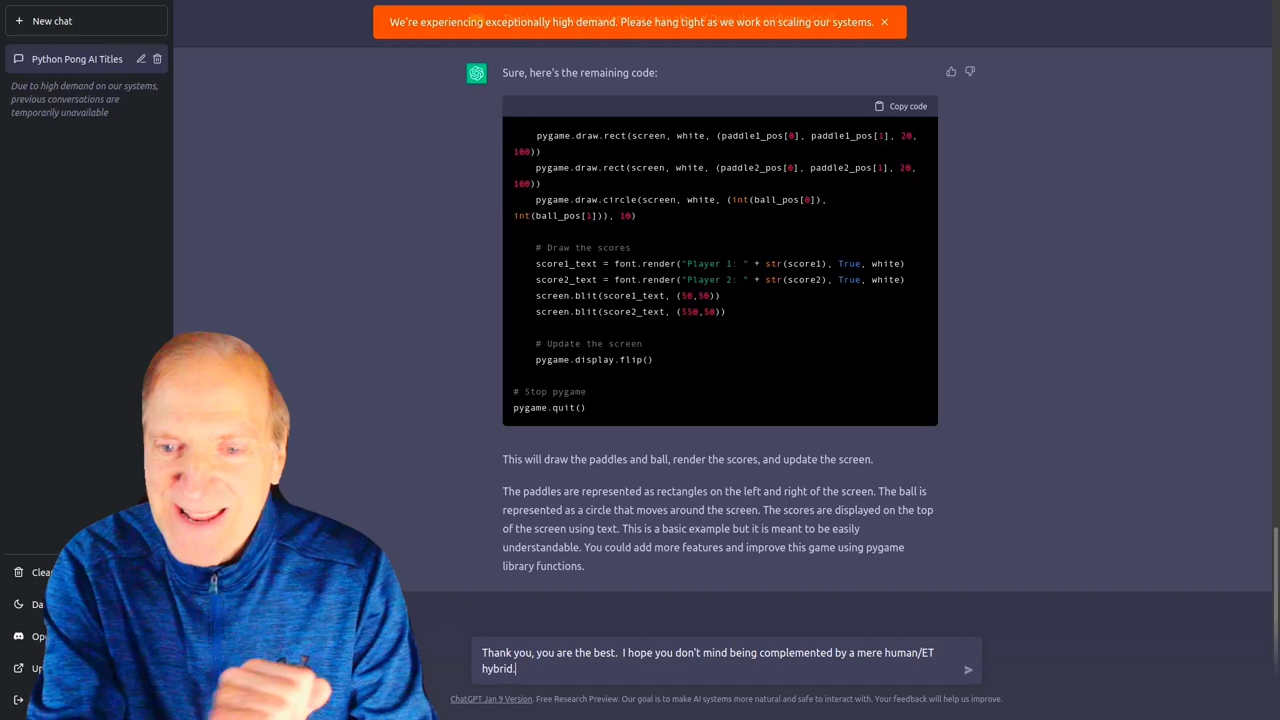 New chat
We're experiencing exceptionally high demand. Please hang tight as we work on scaling our systems.
Python Pong AI Titles
Due to high demand on our systems,
previous conversations are
temporarily unavailable
Sure, here's the remaining code:
Copy code
pygame.draw.rect(screen, white, (paddle1_pos[0], paddle1_pos[1], 20,
100))
pygame.draw.rect(screen, white, (paddle2_pos[0], paddle2_pos[1], 20,
100))
pygame.draw.circle(screen, white, (int(ball_pos[0]),
int(ball_pos[1])), 10)
# Draw the scores
score1_text = font.render("Player 1: " + str(score1), True, white)
score2_text = font.render("Player 2: " + str(score2), True, white)
screen.blit(score1_text, (50,50))
screen.blit(score2_text, (550,50))
# Update the screen
pygame.display.flip()
# Stop pygame
pygame.quit()
This will draw the paddles and ball, render the scores, and update the screen.
The paddles are represented as rectangles on the left and right of the screen. The ball is
represented as a circle that moves around the screen. The scores are displayed on the top
of the screen using text. This is a basic example but it is meant to be easily
understandable. You could add more features and improve this game using pygame
library functions.
Thank you, you are the best. I hope you don't mind being complemented by a mere human/ET
hybrid.
ChatGPT Jan 9 Version. Free Research Preview. Our goal is to make AI systems more natural and safe to interact with. Your feedback will help us improve.